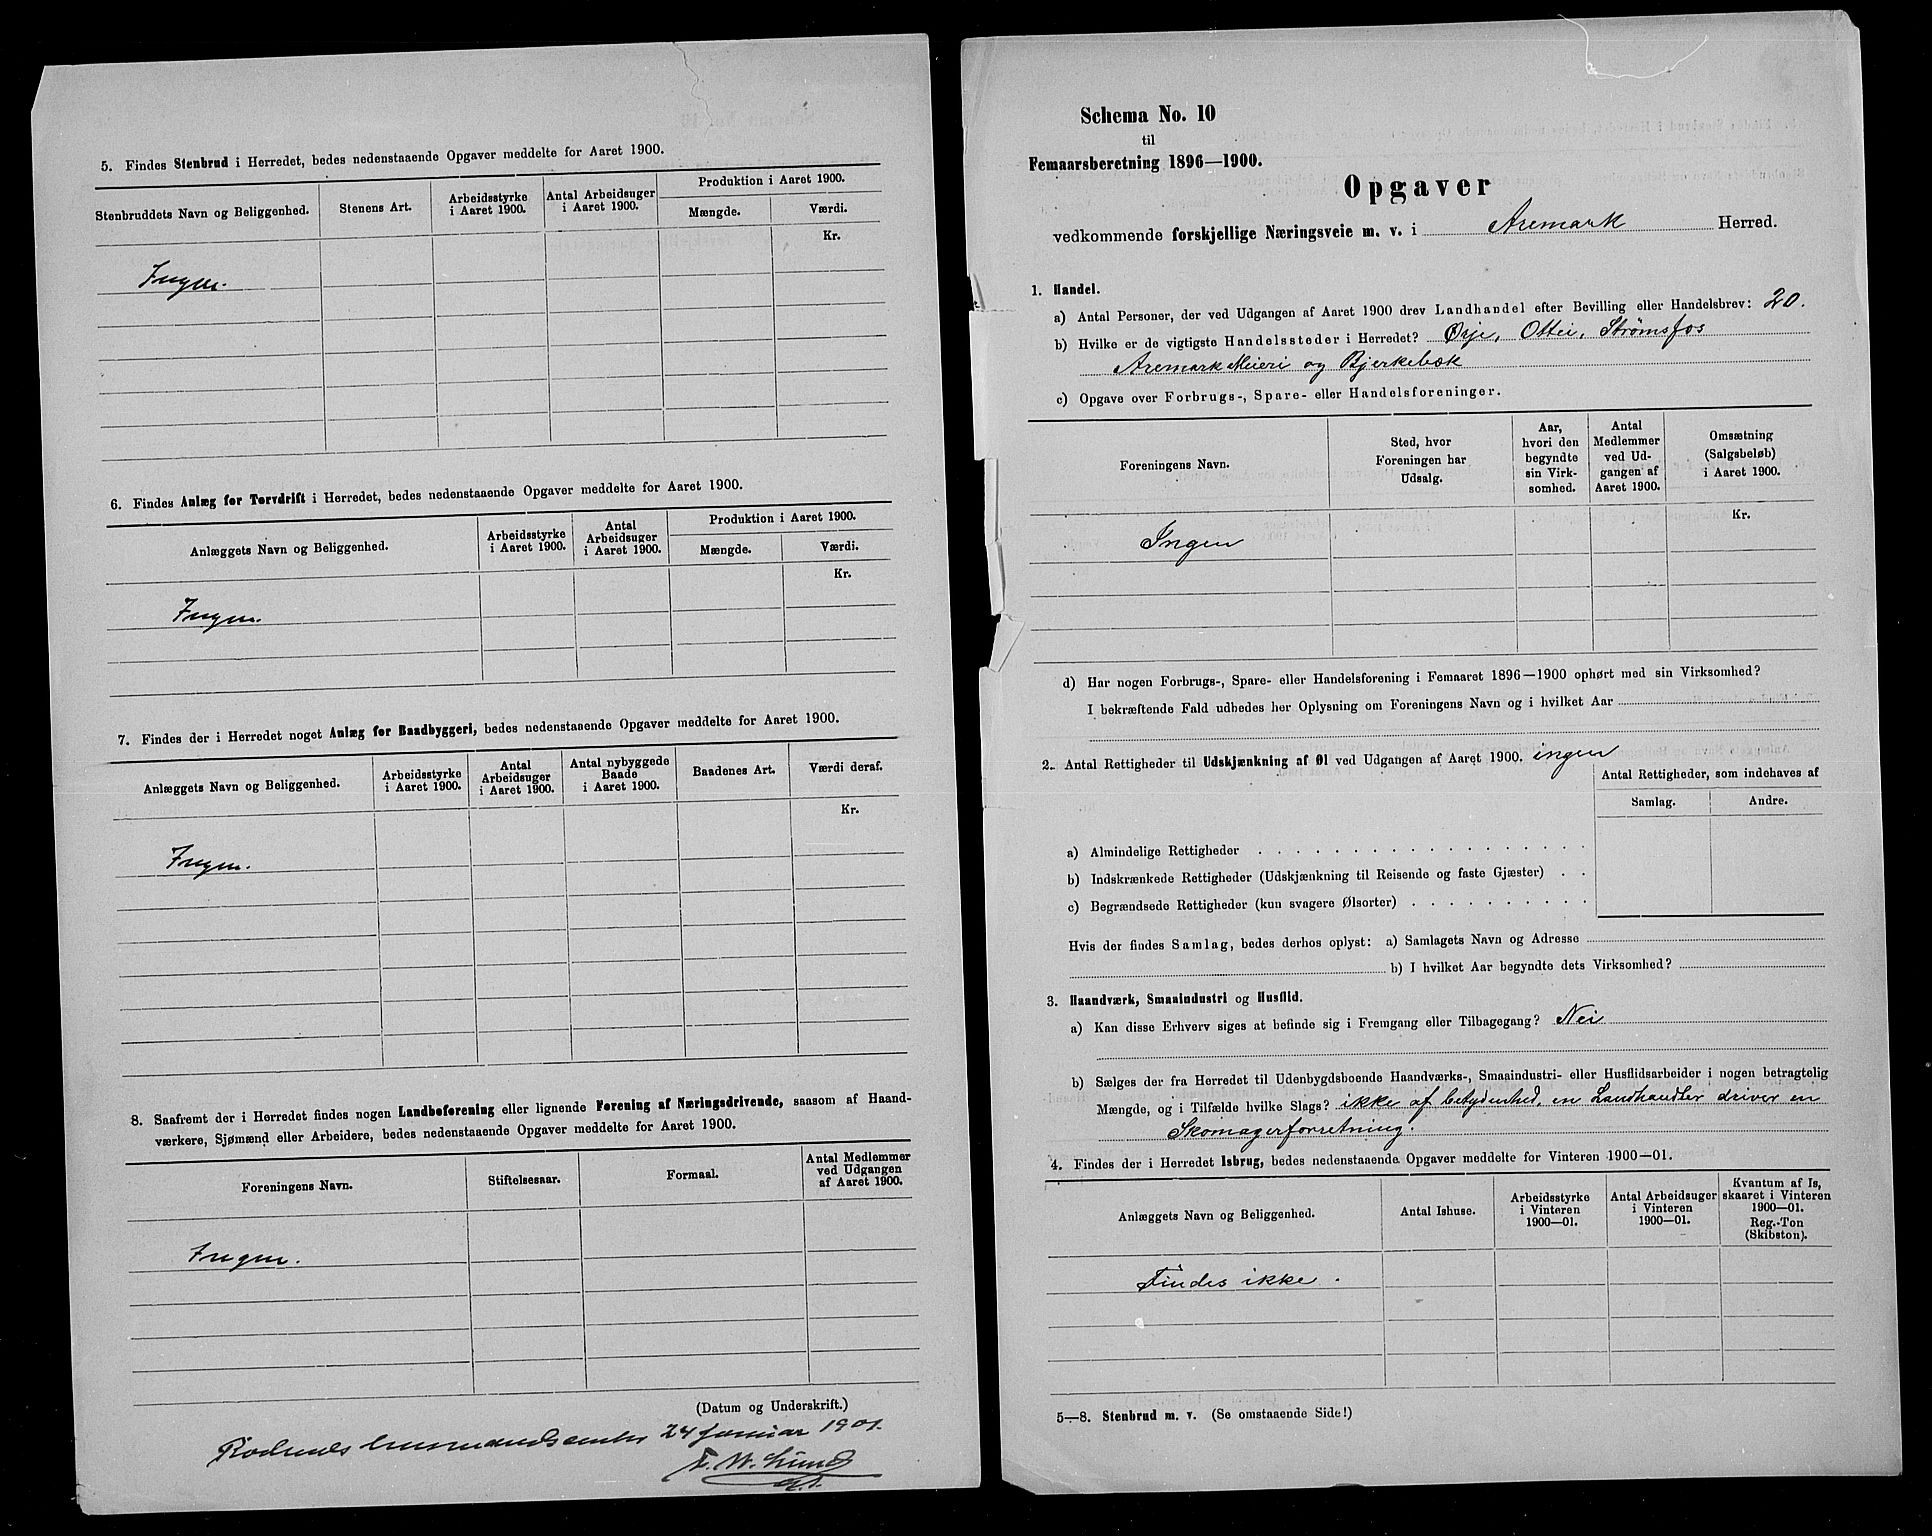 5. Findes Stenbrud i Herredet, bedes nedenstaaende Opgaver meddelte for Aaret 1900.
Stenbruddets Navn og Beliggenhed. Stenens Art. Arbeidsstyrke i Aaret 1900. Antal Arbeidsuger i Aaret 1900. Produktion i Aaret 1900. Mængde. Værdi.
Kr.
Ingen.
6. Findes Anlæg for Torvdrift i Herredet, bedes nedenstaaende Opgaver meddelte for Aaret 1900.
Anlæggets Navn og Beliggenhed. Arbeidsstyrke i Aaret 1900. Antal Arbeidsuger i Aaret 1900. Produktion i Aaret 1900. Mængde. Værdi.
Kr.
Ingen.
7. Findes der i Herredet noget Anlæg for Baadbyggeri, bedes nedenstaaende Opgaver meddelte for Aaret 1900.
Anlæggets Navn og Beliggenhed. Arbeidsstyrke i Aaret 1900. Antal Arbeidsuger i Aaret 1900. Antal nybyggede Baade i Aaret 1900. Baadenes Art. Værdi deraf.
Kr.
Ingen.
8. Saafremt der i Herredet findes nogen Landboforening eller lignende Forening af Næringsdrivende, saasom af Haand-
værkere, Sjømænd eller Arbeidere, bedes nedenstaaende Opgaver meddelte for Aaret 1900.
Foreningens Navn. Stiftelsesaar. Formaal. Antal Medlemmer ved Udgangen af Aaret 1900.
Ingen.
(Datum og Underskrift.)
Rødenes lensmandsembe 24 Januar 1901.
W. Lund
Schema No. 10
til
Femaarsberetning 1896—1900.
Opgaver
vedkommende forskjellige Næringsveie m. v. i Aremark Herred.
1. Handel.
a) Antal Personer, der ved Udgangen af Aaret 1900 drev Landhandel efter Bevilling eller Handelsbrev: 20.
b) Hvilke er de vigtigste Handelssteder i Herredet? Ørje, Ottei, Strømsfos
Aremark Meieri og Bjerkebæk
c) Opgave over Forbrugs-, Spare- eller Handelsforeninger.
Foreningens Navn. Sted, hvor Foreningen har Udsalg. Aar, hvori den begyndte sin Virk- somhed. Antal Medlemmer ved Ud- gangen af Aaret 1900. Omsætning (Salgsbeløb) i Aaret 1900.
Kr.
Ingen
d) Har nogen Forbrugs-, Spare- eller Handelsforening i Femaaret 1896—1900 ophørt med sin Virksomhed?
I bekræftende Fald udbedes her Oplysning om Foreningens Navn og i hvilket Aar
2. Antal Rettigheder til Udskjænkning af Øl ved Udgangen af Aaret 1900. ingen
Antal Rettigheder, som indehaves af
Samlag. Andre.
a) Almindelige Rettigheder
b) Indskrænkede Rettigheder (Udskjænkning til Reisende og faste Gjæster)
c) Begrændsede Rettigheder (kun svagere Ølsorter)
Hvis der findes Samlag, bedes derhos oplyst: a) Samlagets Navn og Adresse
b) I hvilket Aar begyndte dets Virksomhed?
3. Haandværk, Smaaindustri og Husflid.
a) Kan disse Erhverv siges at befinde sig i Fremgang eller Tilbagegang? Nei
b) Sælges der fra Herredet til Udenbygdsboende Haandværks-, Smaaindustri- eller Husflidsarbeider i nogen betragtelig
Mængde, og i Tilfælde hvilke Slags? ikke af betydenhed, en Landhandler driver en
Skomagerforretning.
4. Findes der i Herredet Isbrug, bedes nedenstaaende Opgaver meddelte for Vinteren 1900—01.
Anlæggets Navn og Beliggenhed. Antal Ishuse. Arbeidsstyrke i Vinteren 1900—01. Antal Arbeidsuger i Vinteren 1900—01. Kvantum af Is, skaaret i Vinteren 1900—01. Reg.-Ton (Skibston).
Findes ikke.
5—8. Stenbrud m. v. (Se omstaaende Side!)